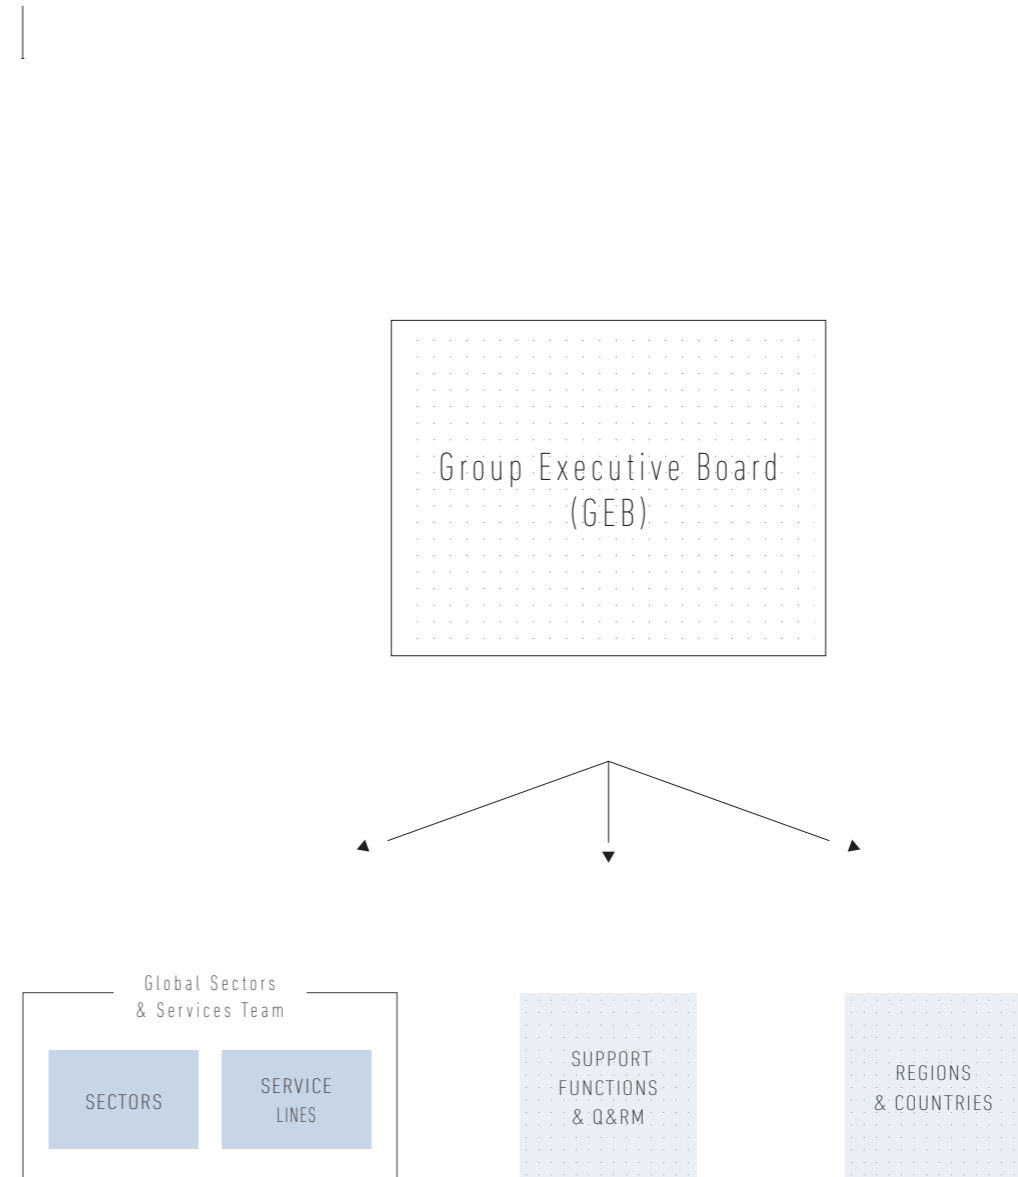 Group Executive Board
(GEB)
Global Sectors
& Services Team
SECTORS
SERVICE
LINES
SUPPORT
FUNCTIONS
& Q&RM
REGIONS
& COUNTRIES